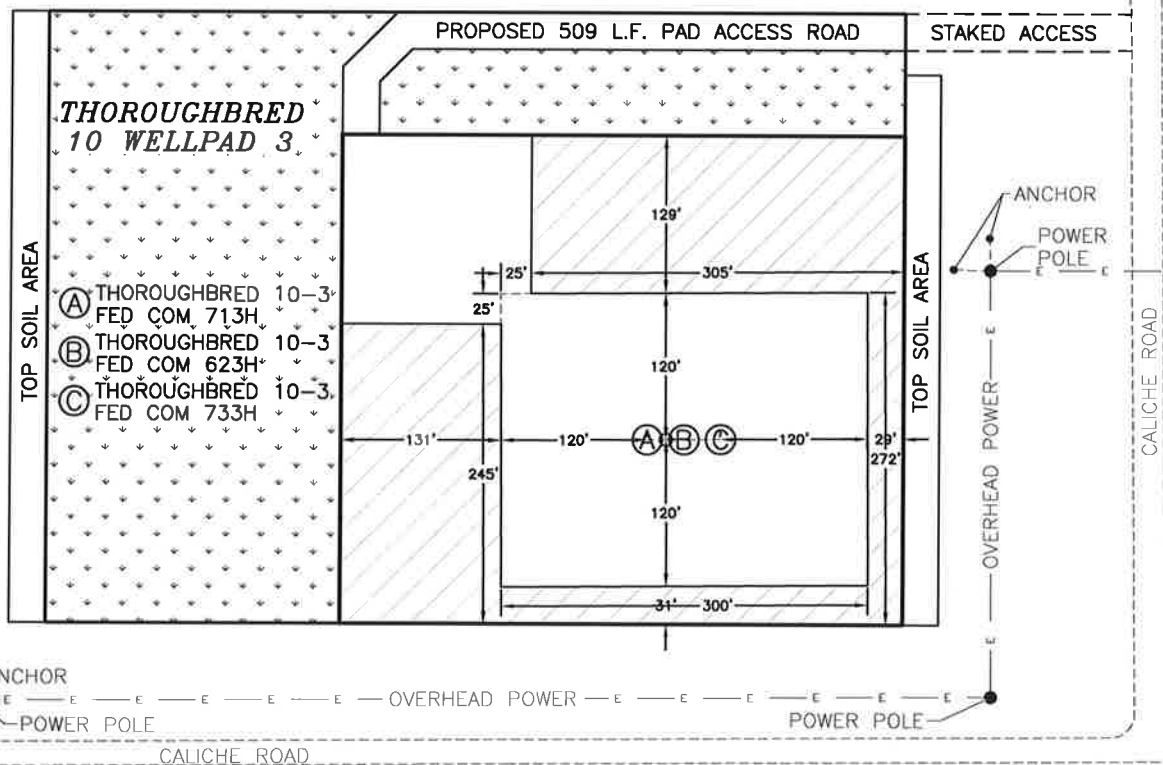 PROPOSED 509 L.F. PAD ACCESS ROAD
STAKED ACCESS
THOROUGHBRED
10 WELLPAD 3
ANCHOR
129'
POWER
POLE
E E
TOP SOIL AREA
TOP SOIL AREA
25'
305'
25'
A THOROUGHBRED 10-3
FED COM 713H
B THOROUGHBRED 10-3
FED COM 623H
C THOROUGHBRED 10-3
FED COM 733H
E
120'
CALICHE ROAD
OVERHEAD POWER
131'
120'
A B C
120'
29'
245'
272'
120'
31' 300'
E
NCHOR
E E E E E E OVERHEAD POWER E E E E E E
POWER POLE
POWER POLE
CALICHE ROAD